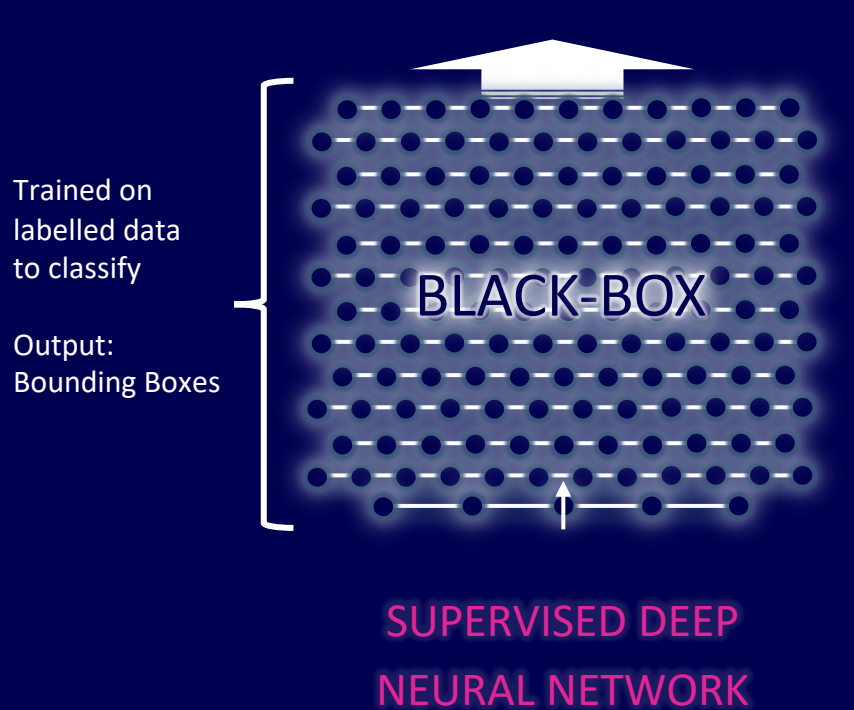 Trained on
labelled data
to classify
Output:
Bounding Boxes
BLACK-BOX
SUPERVISED DEEP
NEURAL NETWORK